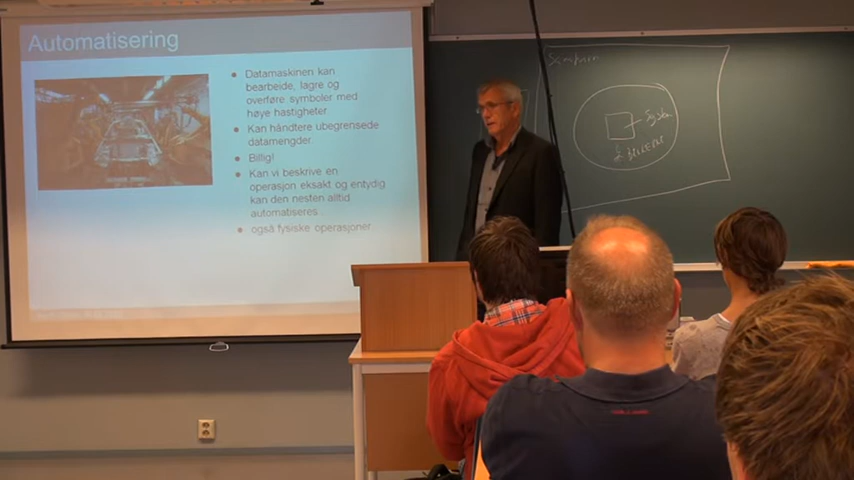 Automatisering
• Datamaskinen kan
bearbeide, lagre og
overføre symboler med
høye hastigheter.
• Kan håndtere ubegrensede
datamengder.
• Billig!
• Kan vi beskrive en
operasjon eksakt og entydig
kan den nesten alltid
automatiseres
• også fysiske operasjoner